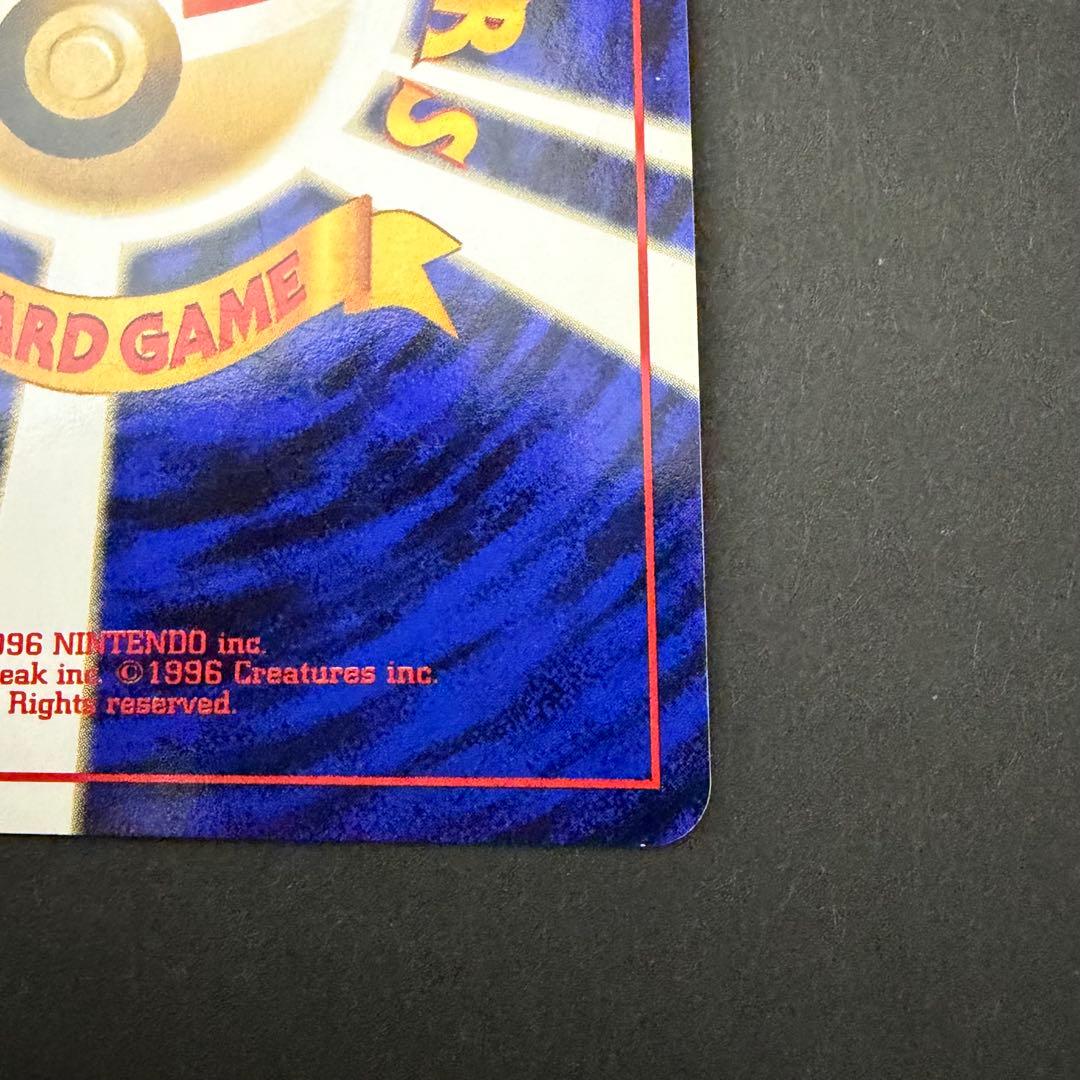 RS
ARD GAME
996 NINTENDO inc.
eak inc. ©1996 Creatures inc.
Rights reserved.